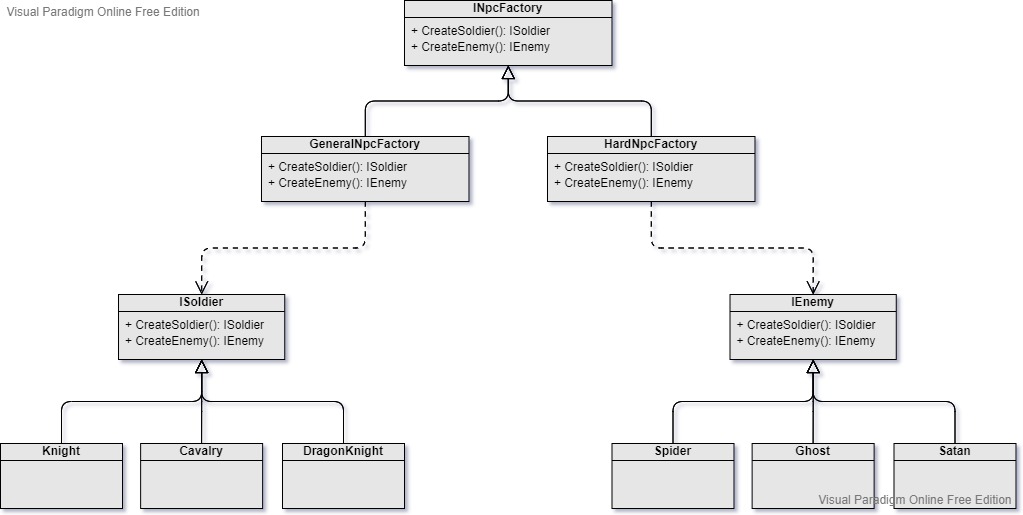 Visual Paradigm Online Free Edition
INpcFactory
+ CreateSoldier(): ISoldier
+ CreateEnemy(): IEnemy
GeneralNpcFactory
+ CreateSoldier(): ISoldier
+ CreateEnemy(): IEnemy
HardNpcFactory
+ CreateSoldier(): ISoldier
+ CreateEnemy(): IEnemy
ISoldier
+ CreateSoldier(): ISoldier
+ CreateEnemy(): IEnemy
IEnemy
+ CreateSoldier(): ISoldier
+ CreateEnemy(): IEnemy
Knight
Cavalry
DragonKnight
Spider
Ghost
Satan
Visual Paradigm Online Free Edition